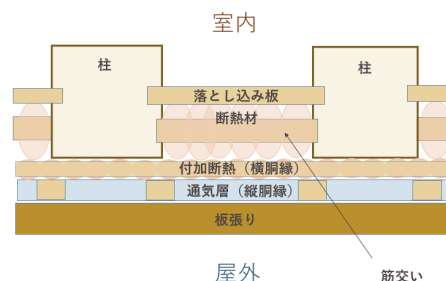 室内
柱
柱
落とし込み板
断熱材
付加断熱（横胴縁）
通気層（縦胴縁）
板張り
屋外
筋交い